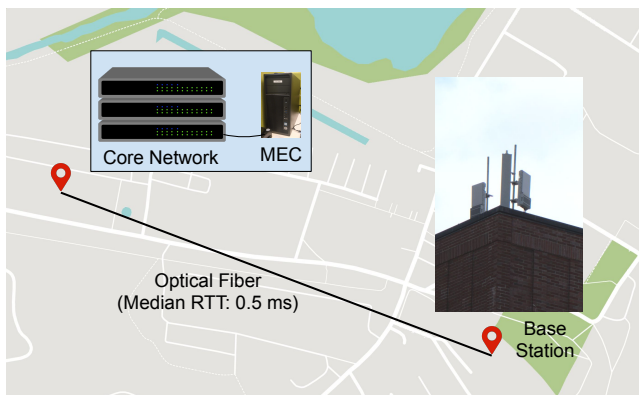 Core Network
MEC
Optical Fiber
(Median RTT: 0.5 ms)
Base
Station